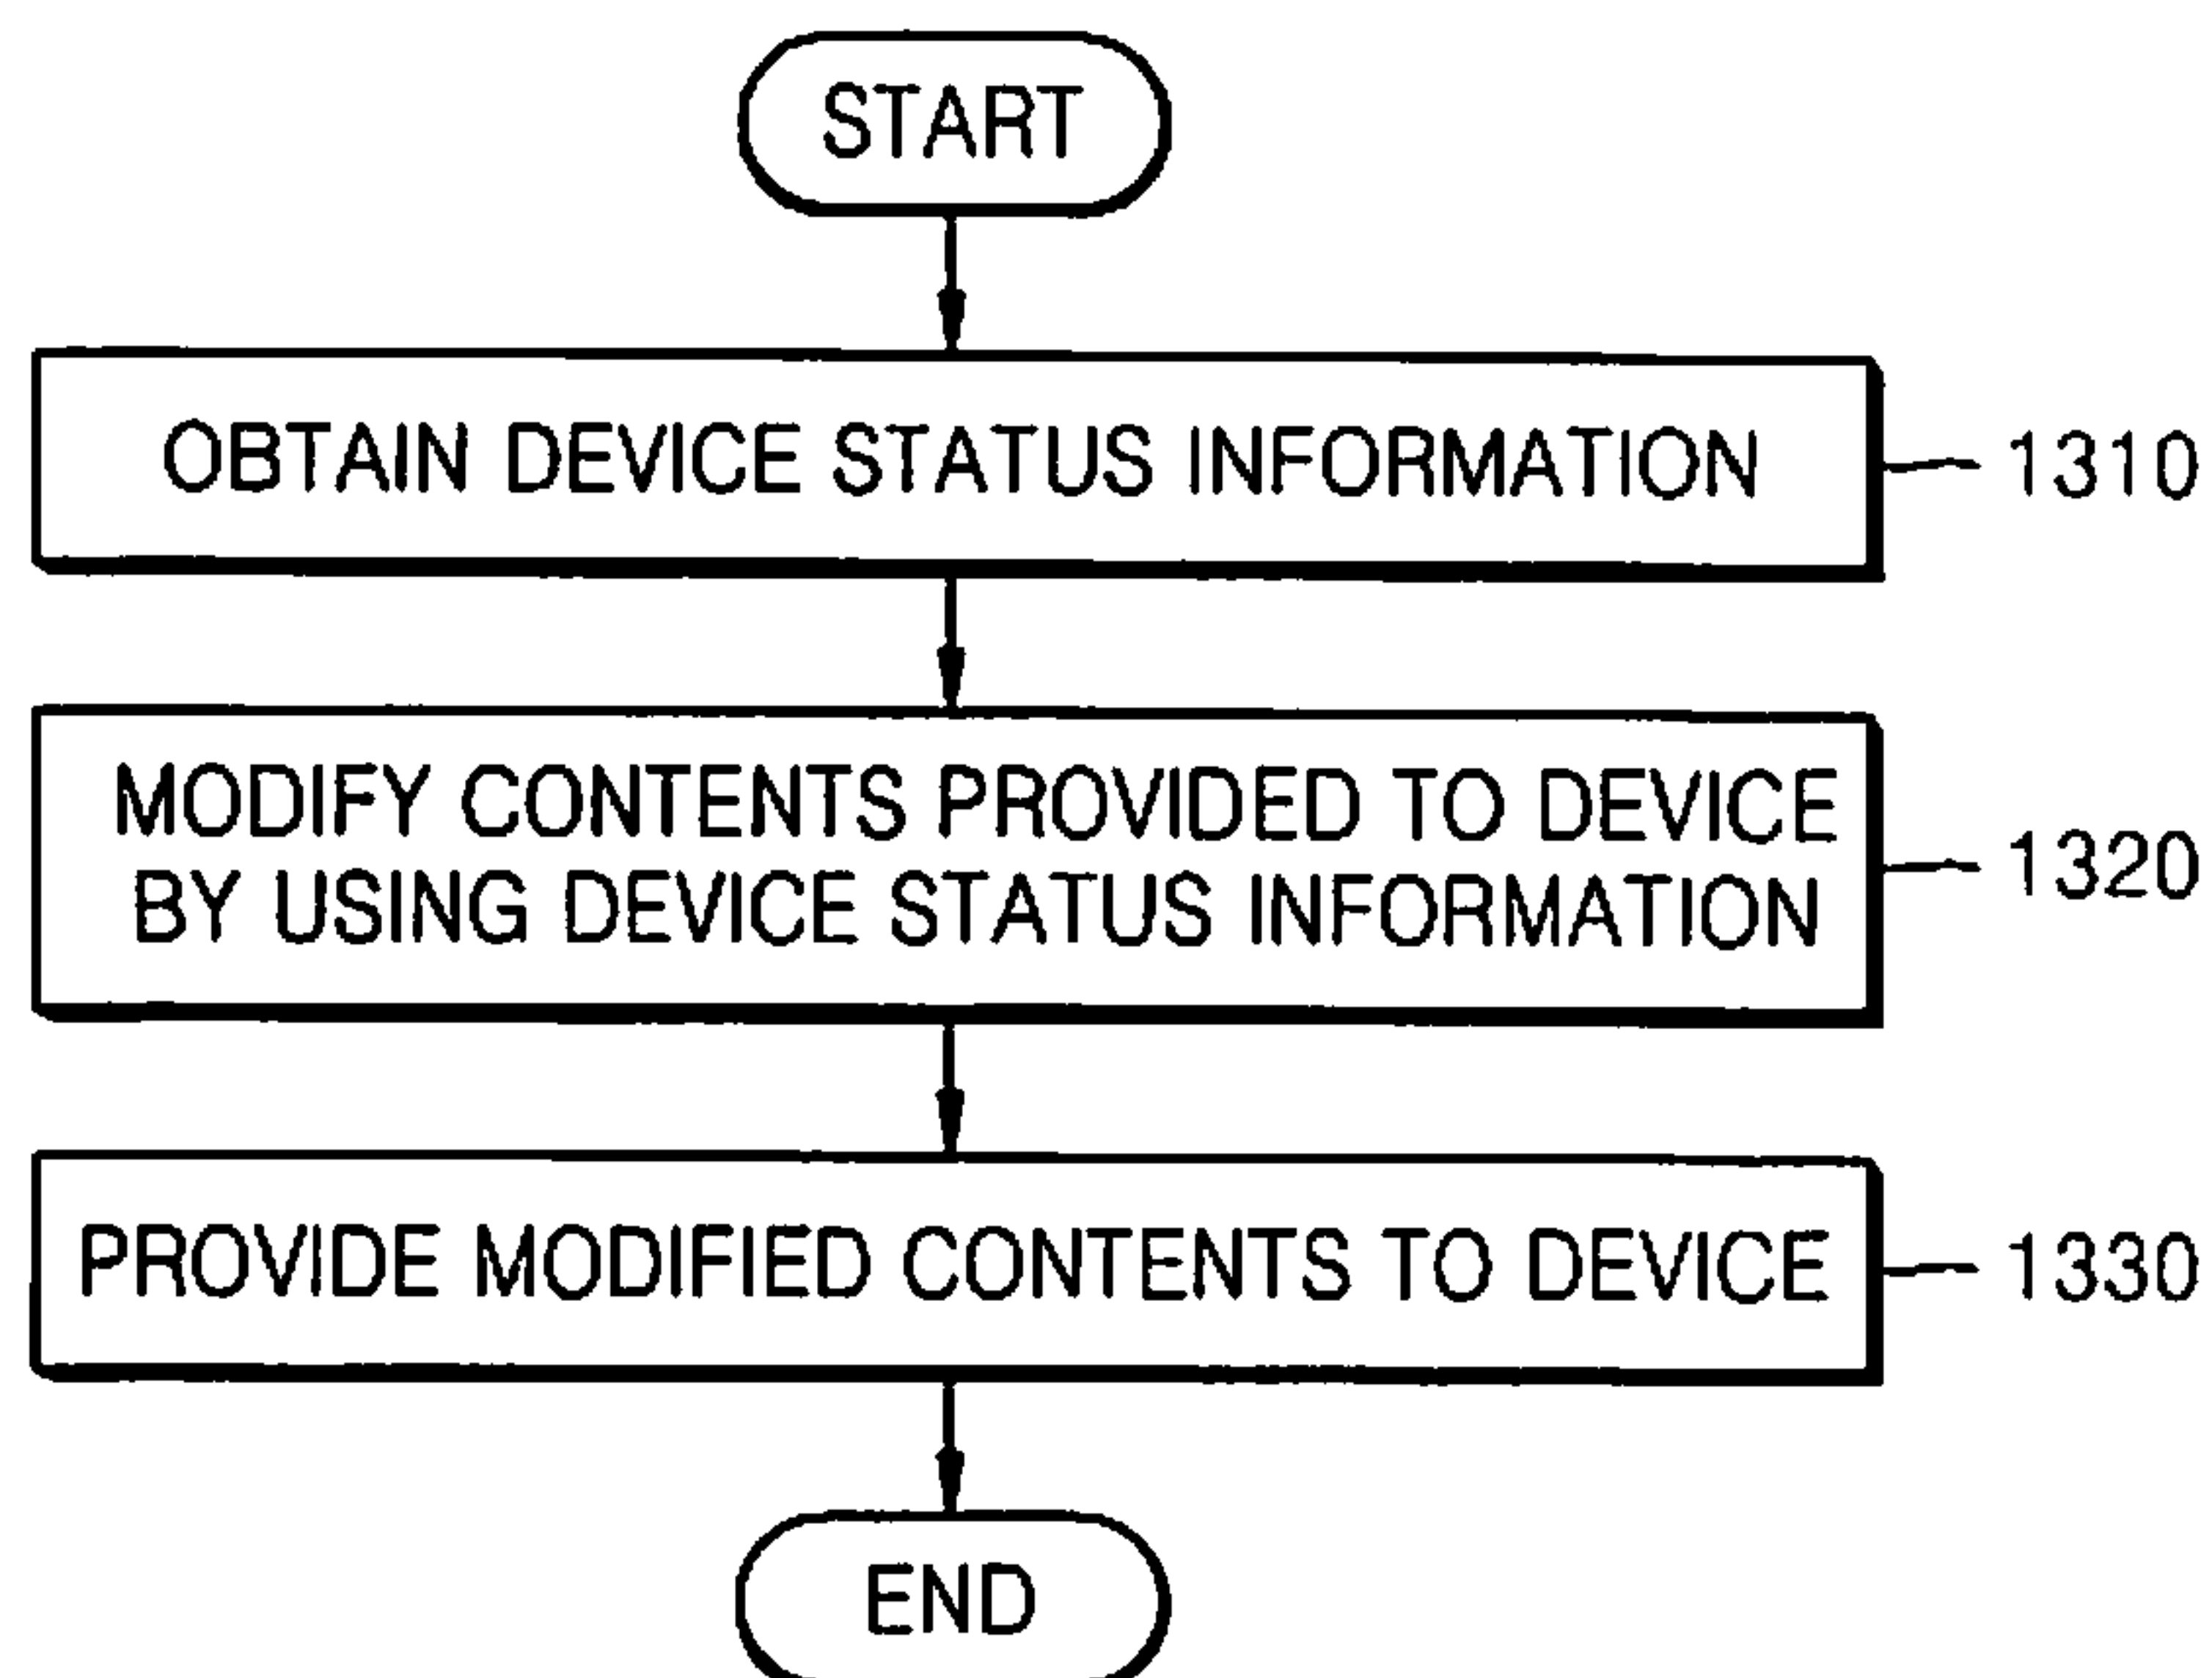 START
OBTAIN DEVICE STATUS INFORMATION
1310
MODIFY CONTENTS PROVIDED TO DEVICE
BY USING DEVICE STATUS INFORMATION
1320
PROVIDE MODIFIED CONTENTS TO DEVICE
1330
END